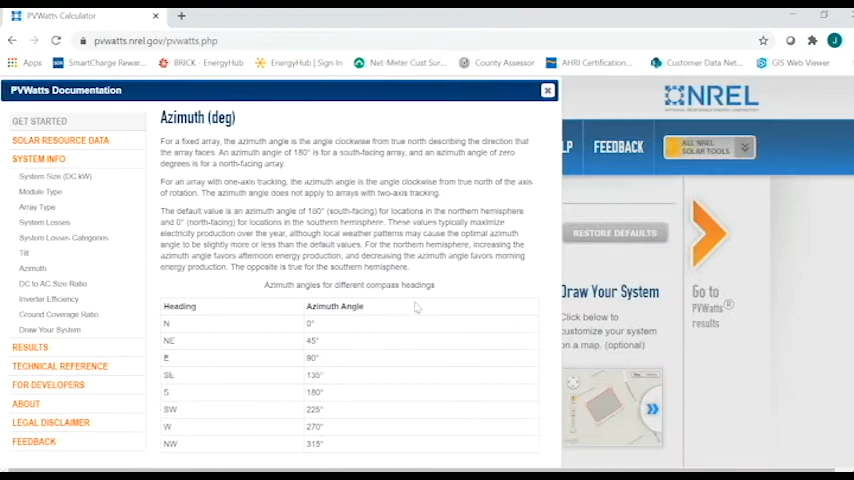 PVWatts Calculator
pvwatts.nrel.gov/pvwatts.php
J
Apps
SmartCharge Rewar...
BRICK - EnergyHub
EnergyHub | Sign In
Net-Meter Cust Sur...
County Assessor
AHRI Certification...
Customer Data Net...
GIS Web Viewer
PVWatts Documentation
GET STARTED
SOLAR RESOURCE DATA
SYSTEM INFO
System Size (DC kW)
Module Type
Array Type
System Losses
System Losses Categories
Tilt
Azimuth
DC to AC Size Ratio
Inverter Efficiency
Ground Coverage Ratio
Draw Your System
RESULTS
TECHNICAL REFERENCE
FOR DEVELOPERS
ABOUT
LEGAL DISCLAIMER
FEEDBACK
Azimuth (deg)
For a fixed array, the azimuth angle is the angle clockwise from true north describing the direction that
the array faces. An azimuth angle of 180° is for a south-facing array, and an azimuth angle of zero
degrees is for a north-facing array.
For an array with one-axis tracking, the azimuth angle is the angle clockwise from true north of the axis
of rotation. The azimuth angle does not apply to arrays with two-axis tracking.
The default value is an azimuth angle of 180° (south-facing) for locations in the northern hemisphere
and 0° (north-facing) for locations in the southern hemisphere. These values typically maximize
electricity production over the year, although local weather patterns may cause the optimal azimuth
angle to be slightly more or less than the default values. For the northern hemisphere, increasing the
azimuth angle favors afternoon energy production, and decreasing the azimuth angle favors morning
energy production. The opposite is true for the southern hemisphere.
Azimuth angles for different compass headings
Heading Azimuth Angle
N 0°
NE 45°
E 90°
SE 135°
S 180°
SW 225°
W 270°
NW 315°
NREL
LP
FEEDBACK
ALL NREL
SOLAR TOOLS
RESTORE DEFAULTS
Draw Your System
Click below to
customize your system
on a map. (optional)
Go to
PVWatts®
results